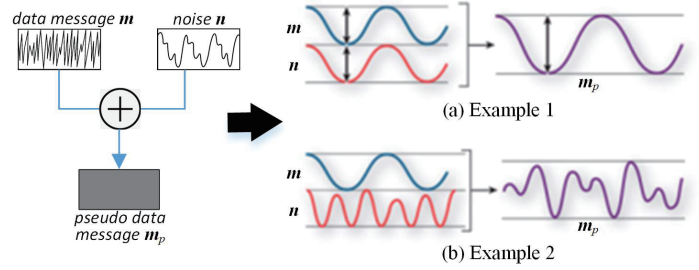 data message m
noise n
pseudo data
message mₚ
m
n
mₚ
(a) Example 1
m
n
mₚ
(b) Example 2